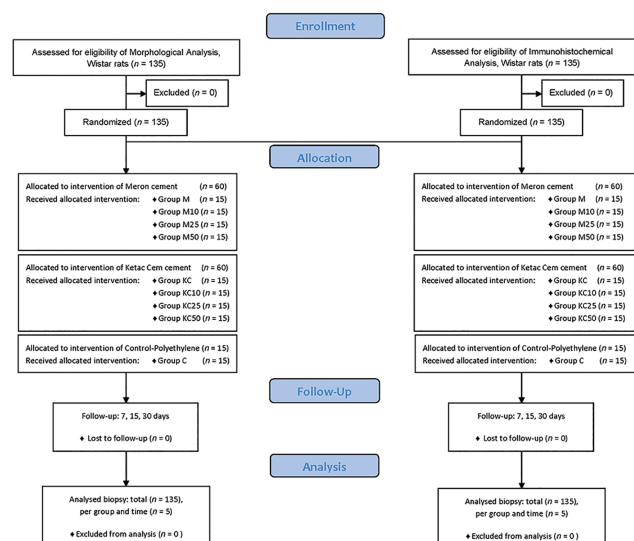 Enrollment
Assessed for eligibility of Morphological Analysis,
Wistar rats (n = 135)
Excluded (n = 0)
Randomized (n = 135)
Assessed for eligibility of Immunohistochemical
Analysis, Wistar rats (n = 135)
Excluded (n = 0)
Randomized (n = 135)
Allocation
Allocated to intervention of Meron cement (n = 60)
Received allocated intervention: ♦ Group M (n = 15)
♦ Group M10 (n = 15)
♦ Group M25 (n = 15)
♦ Group M50 (n = 15)
Allocated to intervention of Ketac Cem cement (n = 60)
Received allocated intervention: ♦ Group KC (n = 15)
♦ Group KC10 (n = 15)
♦ Group KC25 (n = 15)
♦ Group KC50 (n = 15)
Allocated to intervention of Control-Polyethylene (n = 15)
Received allocated intervention: ♦ Group C (n = 15)
Allocated to intervention of Meron cement (n = 60)
Received allocated intervention: ♦ Group M (n = 15)
♦ Group M10 (n = 15)
♦ Group M25 (n = 15)
♦ Group M50 (n = 15)
Allocated to intervention of Ketac Cem cement (n = 60)
Received allocated intervention: ♦ Group KC (n = 15)
♦ Group KC10 (n = 15)
♦ Group KC25 (n = 15)
♦ Group KC50 (n = 15)
Allocated to intervention of Control-Polyethylene (n = 15)
Received allocated intervention: ♦ Group C (n = 15)
Follow-Up
Follow-up: 7, 15, 30 days
♦ Lost to follow-up (n = 0)
Follow-up: 7, 15, 30 days
♦ Lost to follow-up (n = 0)
Analysis
Analysed biopsy: total (n = 135),
per group and time (n = 5)
♦ Excluded from analysis (n = 0 )
Analysed biopsy: total (n = 135),
per group and time (n = 5)
♦ Excluded from analysis (n = 0 )